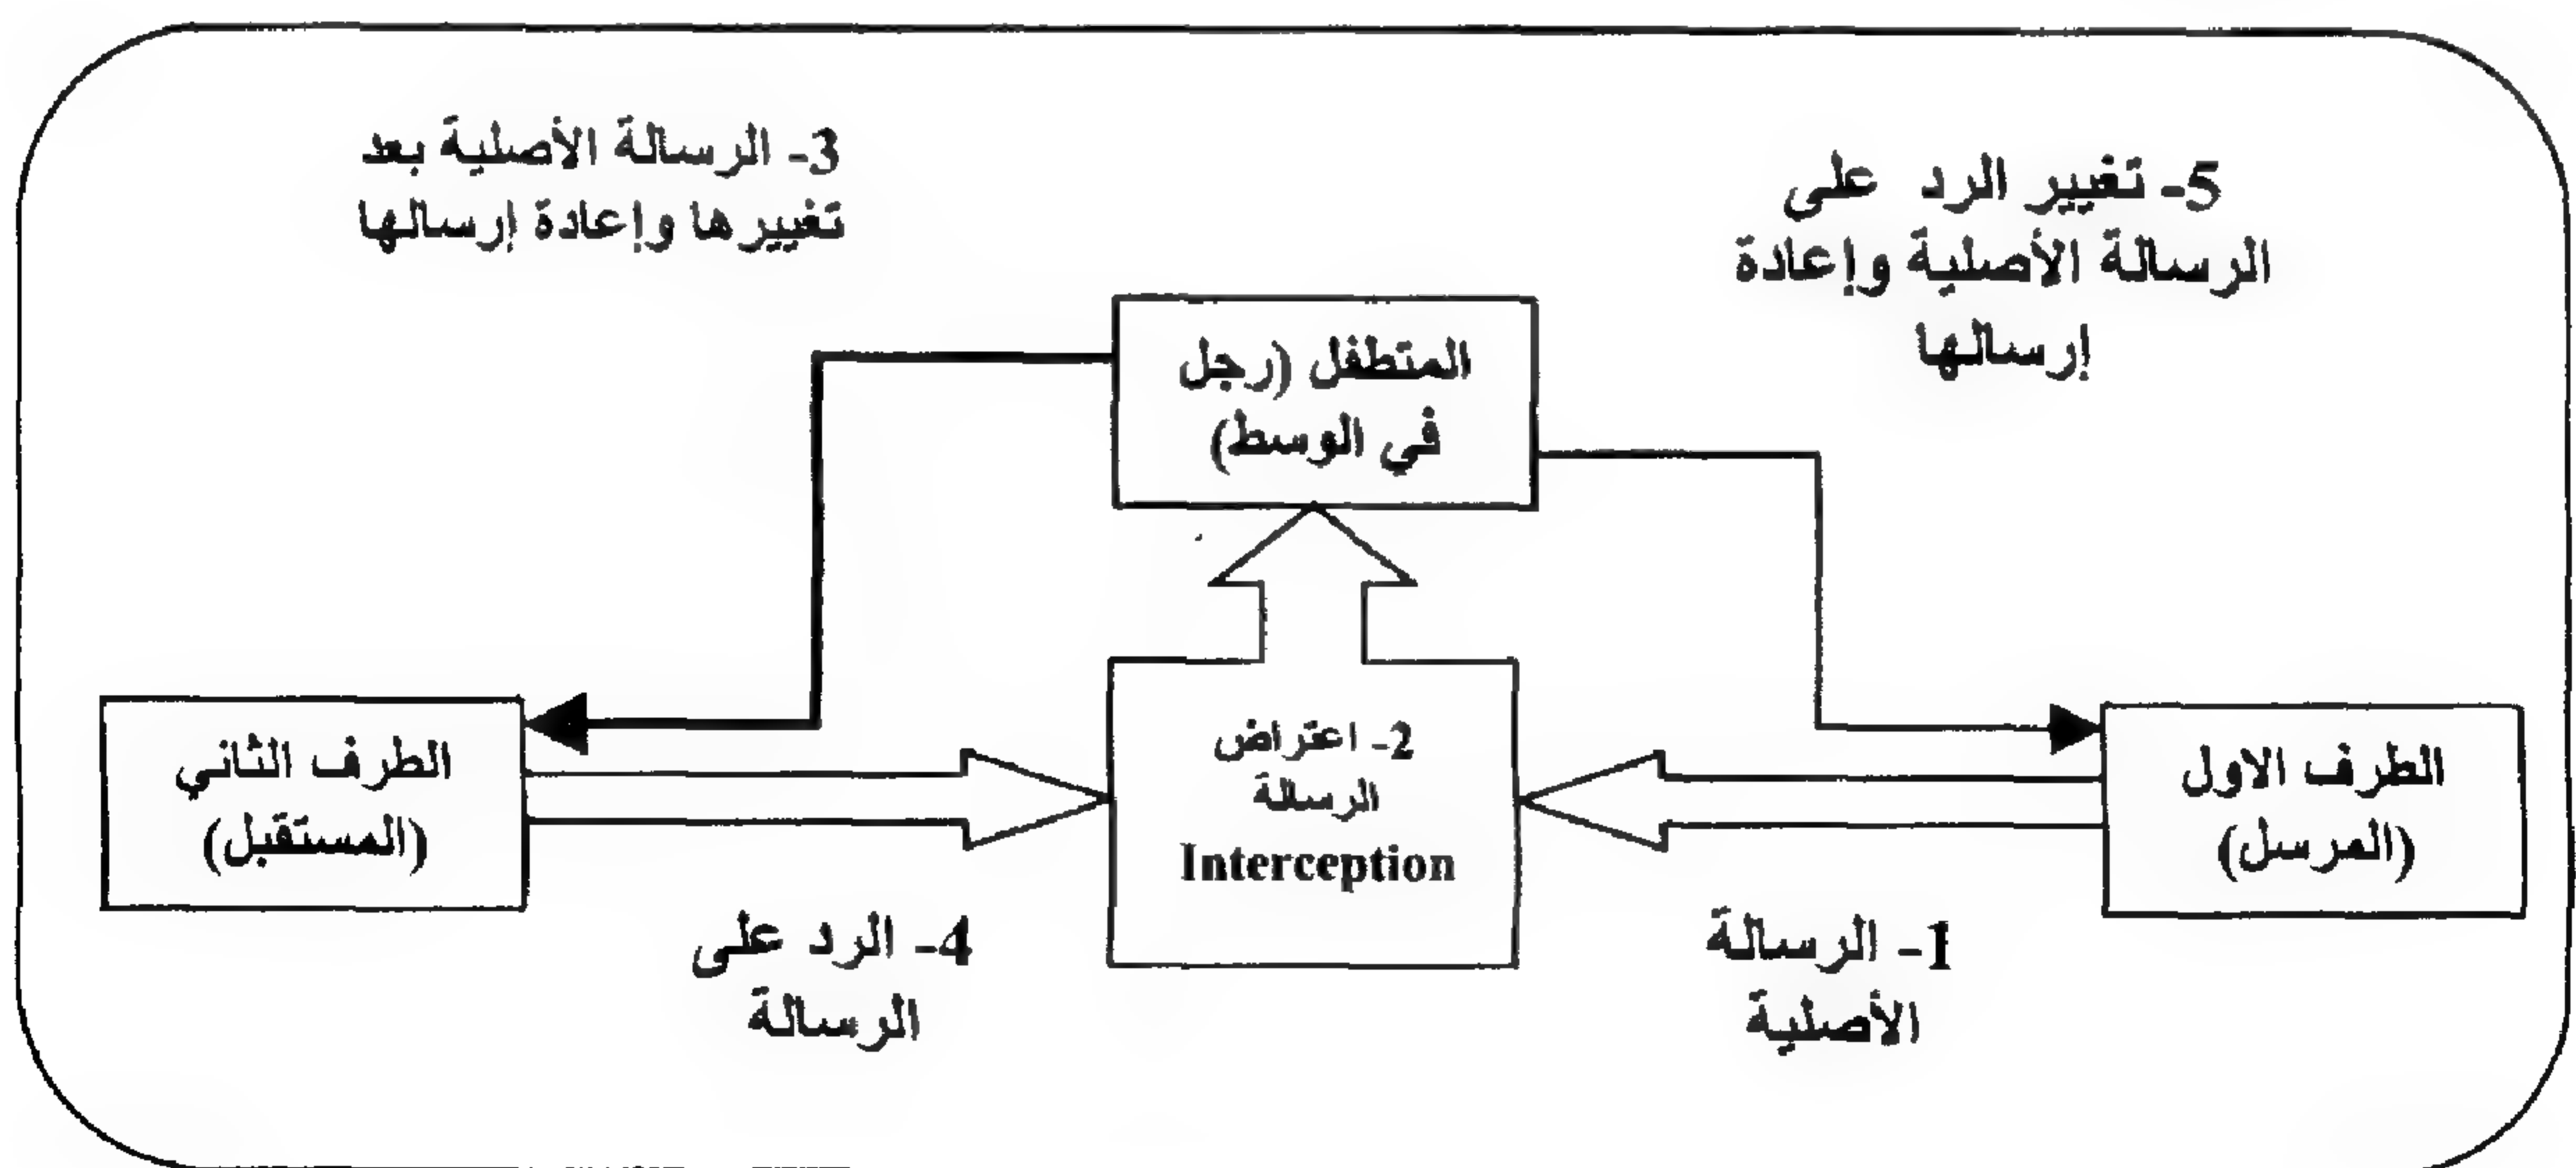 5- تغيير الرد على
الرسالة الأصلية وإعادة
إرسالها
3- الرسالة الأصلية بعد
تغييرها وإعادة إرسالها
المتطفل (رجل
في الوسط)
الطرف الاول
(المرسل)
2- اعتراض
الرسالة
Interception
الطرف الثاني
(المستقبل)
1- الرسالة
الأصلية
4- الرد على
الرسالة